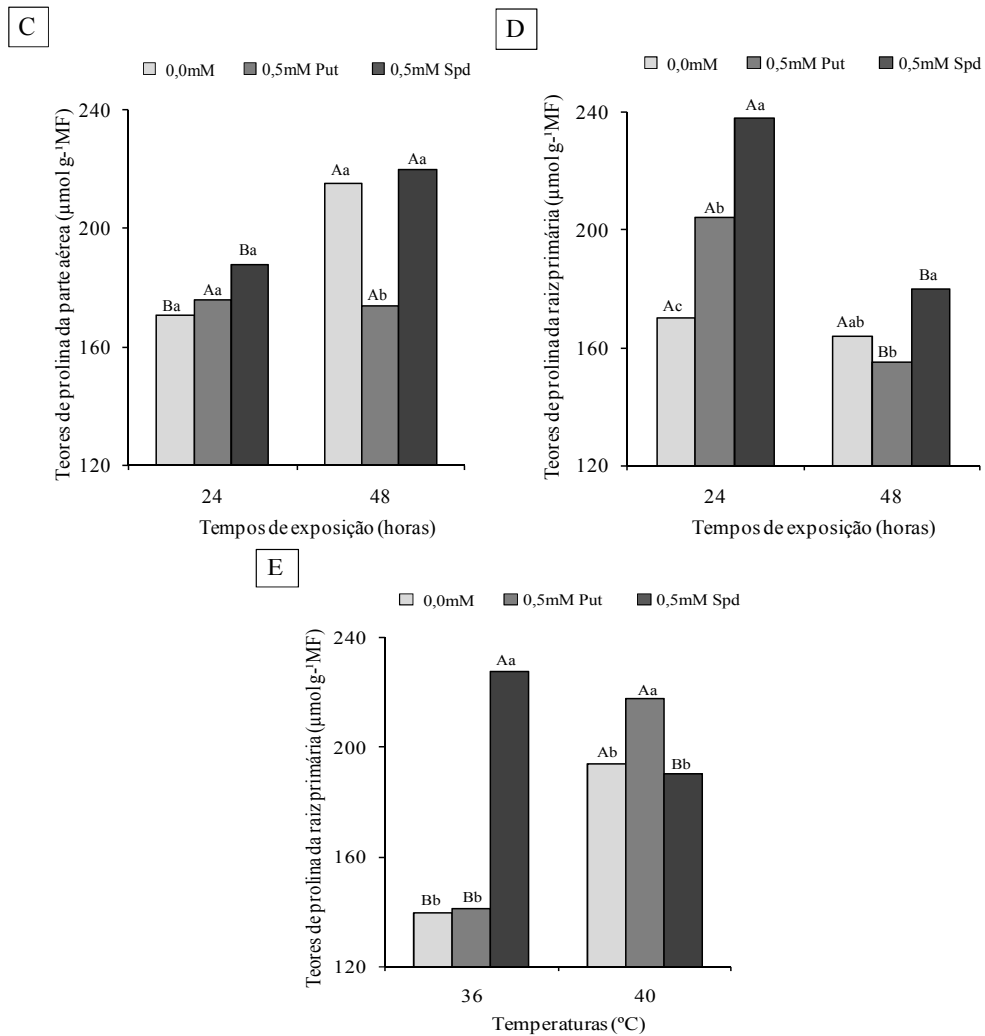 C
0,0mM 0,5mM Put 0,5mM Spd
Teores de prolina da parte aérea (µmol g-¹MF)
240
200
160
120
Ba Aa Ba Aa Ab Aa
24 48
Tempos de exposição (horas)
D
0,0mM 0,5mM Put 0,5mM Spd
Teores de prolina da raiz primária (µmol g-¹MF)
240
200
160
120
Ac Ab Aa Aab Bb Ba
24 48
Tempos de exposição (horas)
E
0,0mM 0,5mM Put 0,5mM Spd
Teores de prolina da raiz primária (µmol g-¹MF)
240
200
160
120
Bb Bb Aa Ab Aa Bb
36 40
Temperaturas (ºC)